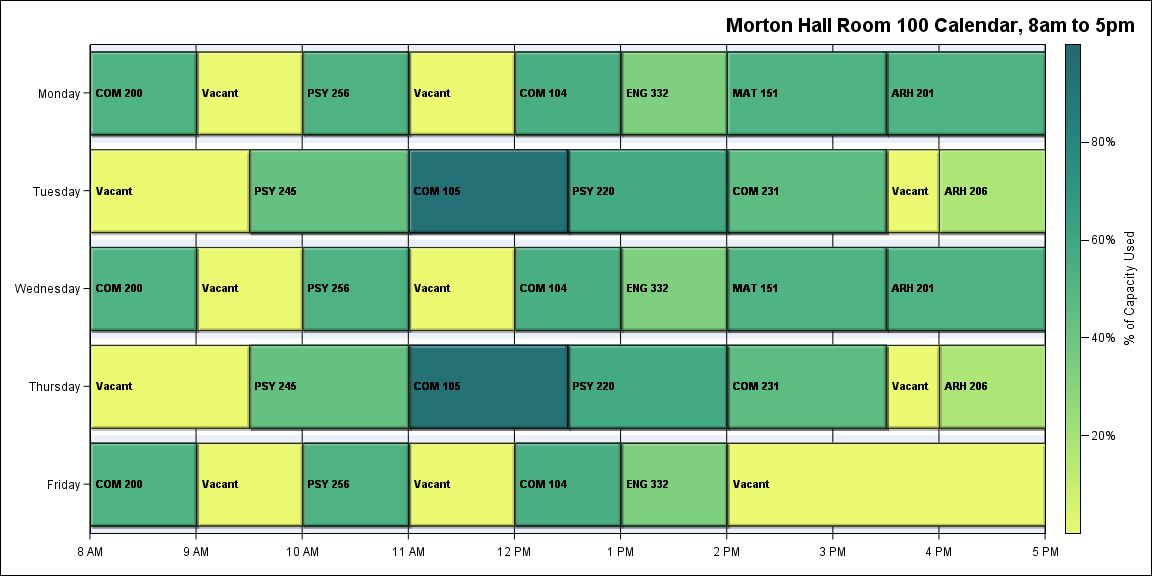 Morton Hall Room 100 Calendar, 8am to 5pm
Monday COM 200 Vacant PSY 256 Vacant COM 104 ENG 332 MAT 151 ARH 201
Tuesday Vacant PSY 245 COM 105 PSY 220 COM 231 Vacant ARH 206
Wednesday COM 200 Vacant PSY 256 Vacant COM 104 ENG 332 MAT 151 ARH 201
Thursday Vacant PSY 245 COM 105 PSY 220 COM 231 Vacant ARH 206
Friday COM 200 Vacant PSY 256 Vacant COM 104 ENG 332 Vacant
8 AM 9 AM 10 AM 11 AM 12 PM 1 PM 2 PM 3 PM 4 PM 5 PM
80%
60%
40%
20%
% of Capacity Used